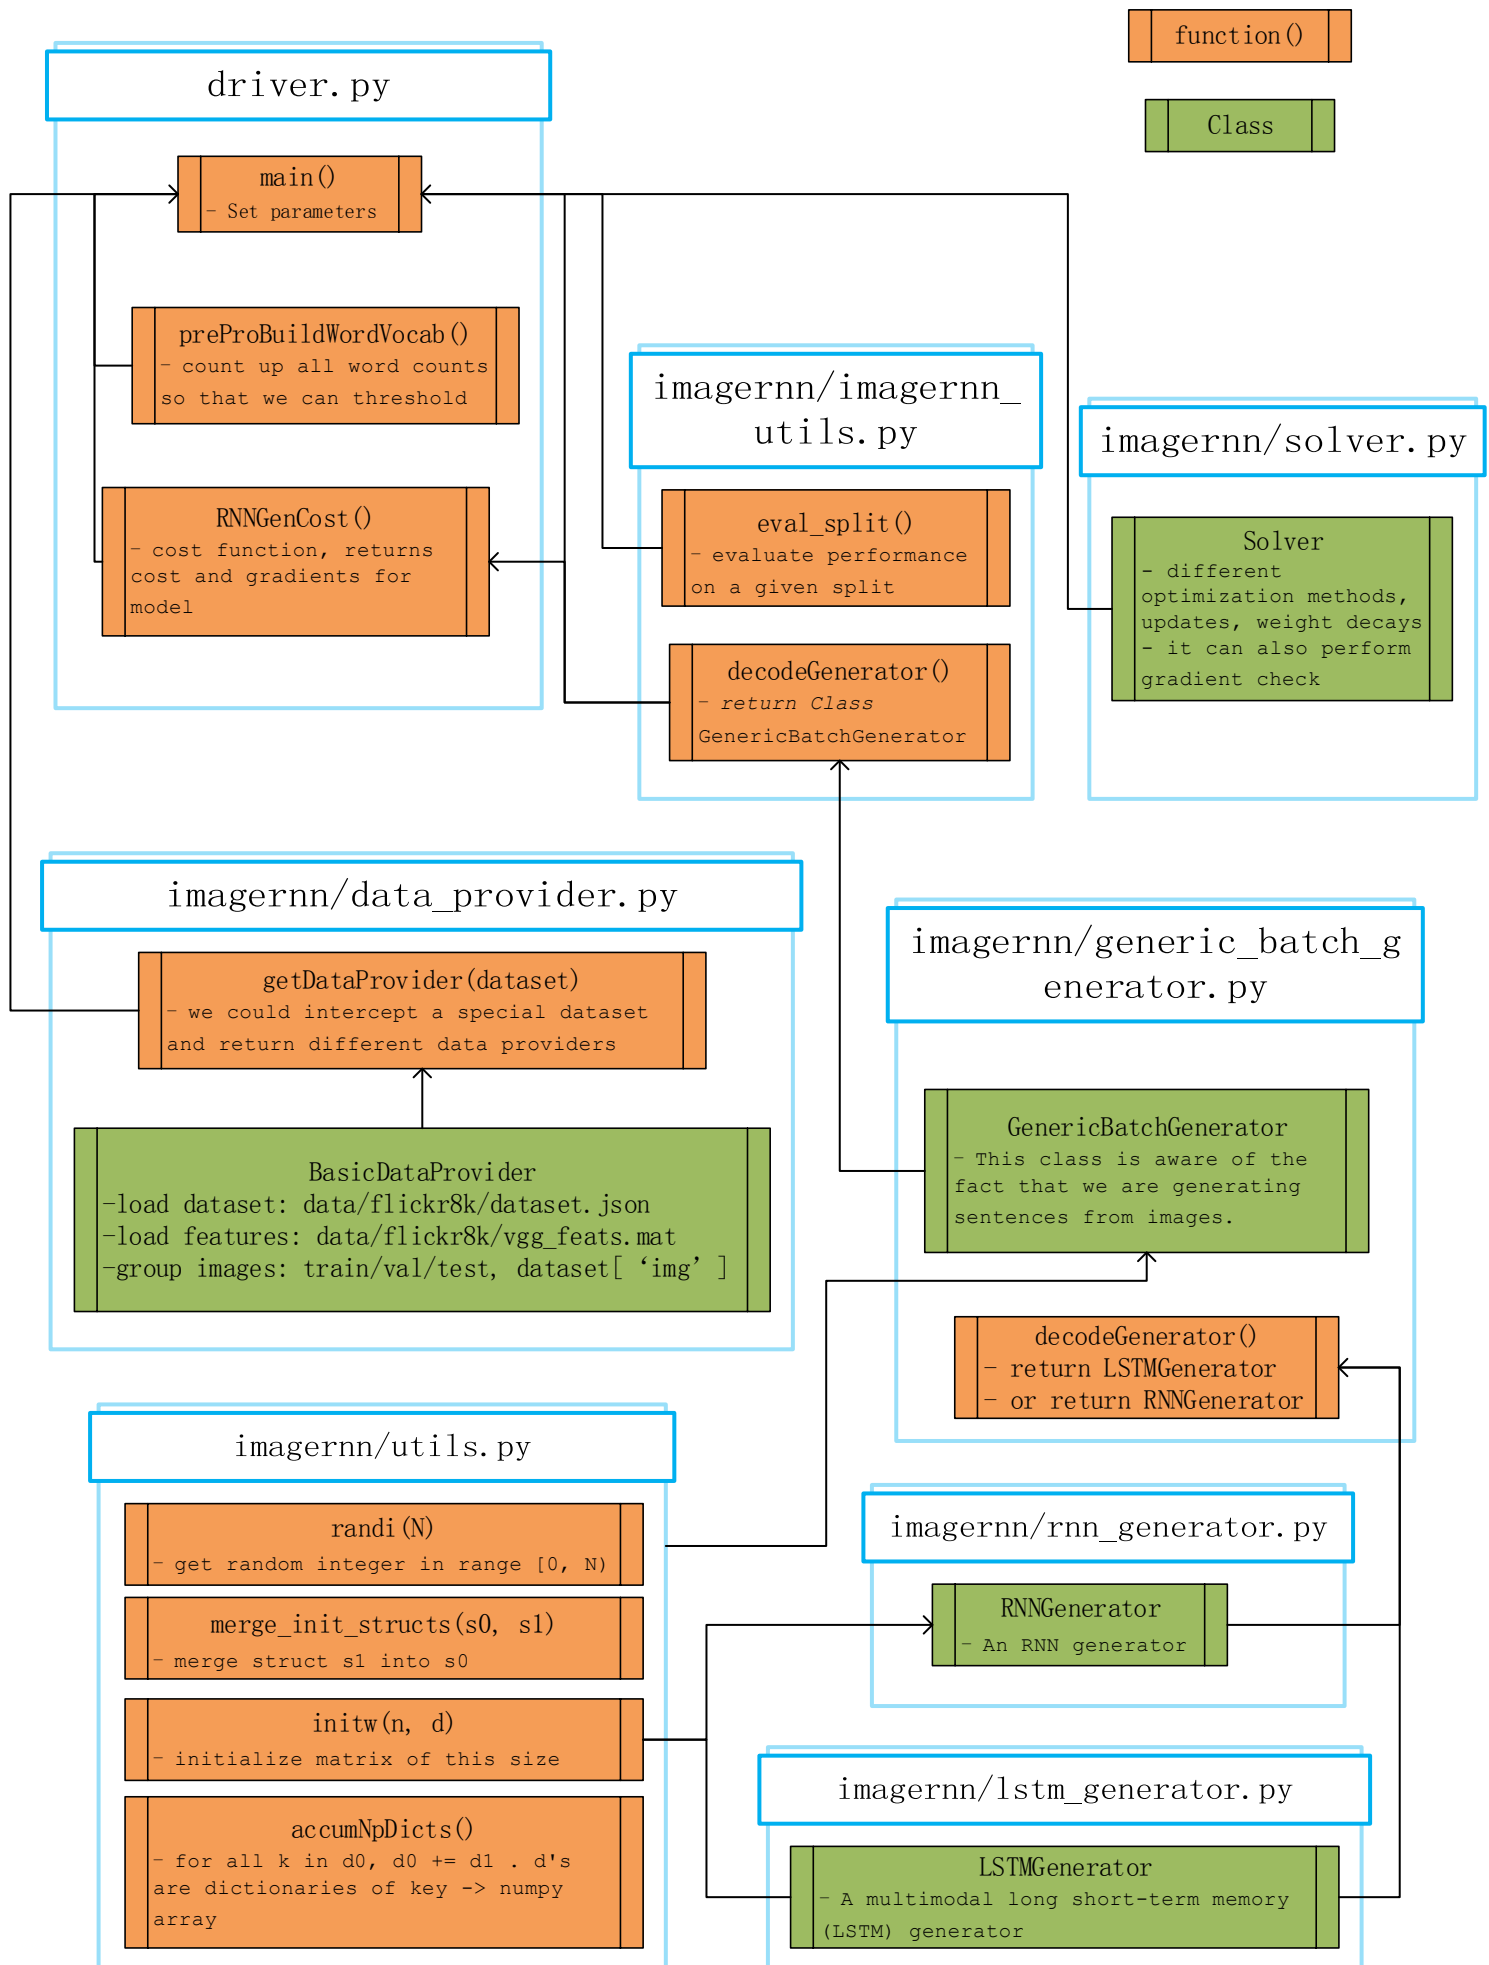 function()
Class
driver.py
main()
- Set parameters
preProBuildWordVocab()
- count up all word counts
so that we can threshold
RNNGenCost()
- cost function, returns
cost and gradients for
model
imagernn/imagernn_
utils.py
eval_split()
- evaluate performance
on a given split
decodeGenerator()
- return Class
GenericBatchGenerator
imagernn/solver.py
Solver
- different
optimization methods,
updates, weight decays
- it can also perform
gradient check
imagernn/data_provider.py
getDataProvider(dataset)
- we could intercept a special dataset
and return different data providers
BasicDataProvider
-load dataset: data/flickr8k/dataset.json
-load features: data/flickr8k/vgg_feats.mat
-group images: train/val/test, dataset[ ‘img’ ]
imagernn/generic_batch_g
enerator.py
GenericBatchGenerator
- This class is aware of the
fact that we are generating
sentences from images.
decodeGenerator()
- return LSTMGenerator
- or return RNNGenerator
imagernn/utils.py
randi(N)
- get random integer in range [0, N)
merge_init_structs(s0, s1)
- merge struct s1 into s0
initw(n, d)
- initialize matrix of this size
accumNpDicts()
- for all k in d0, d0 += d1 . d's
are dictionaries of key -> numpy
array
imagernn/rnn_generator.py
RNNGenerator
- An RNN generator
imagernn/lstm_generator.py
LSTMGenerator
- A multimodal long short-term memory
(LSTM) generator